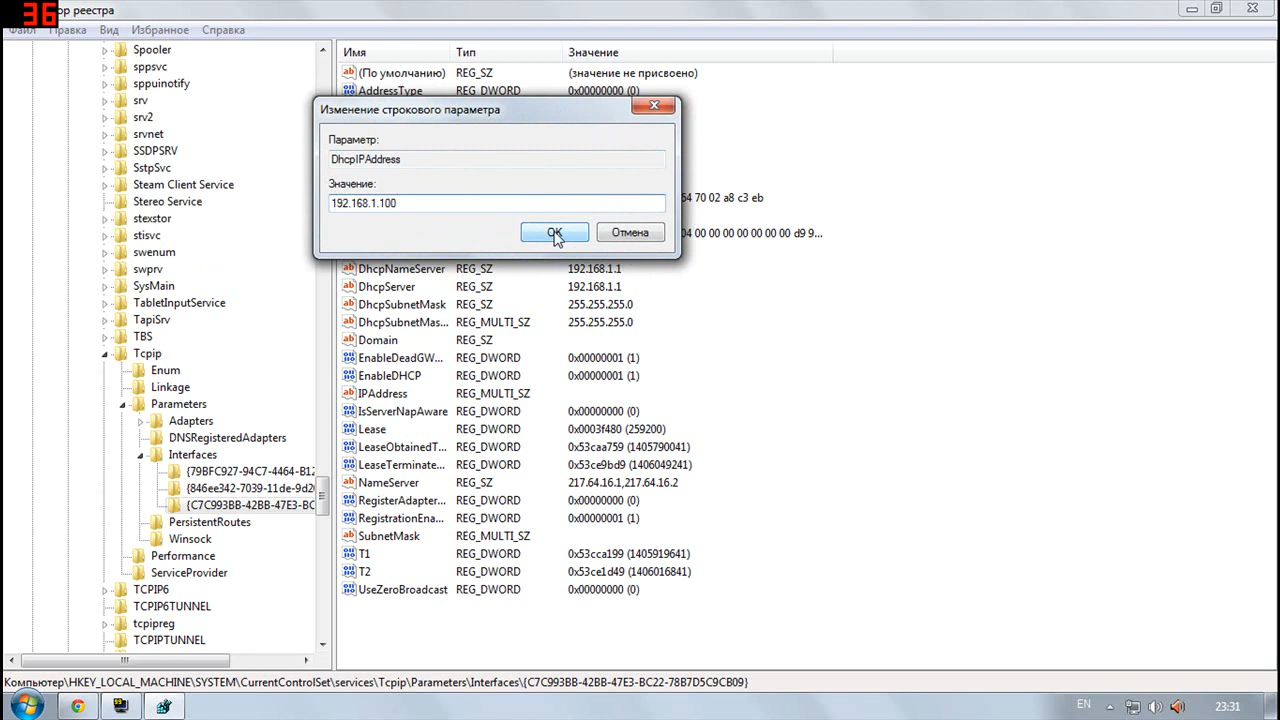 36
ор реестра
Файл Правка Вид Избранное Справка
Spooler
sppsvc
sppuinotify
srv
srv2
srvnet
SSDPSRV
SstpSvc
Steam Client Service
Stereo Service
stexstor
stisvc
swenum
swprv
SysMain
TabletInputService
TapiSrv
TBS
Tcpip
Enum
Linkage
Parameters
Adapters
DNSRegisteredAdapters
Interfaces
{79BFC927-94C7-4464-B12
{846ee342-7039-11de-9d20
{C7C993BB-42BB-47E3-BC
PersistentRoutes
Winsock
Performance
ServiceProvider
TCPIP6
TCPIP6TUNNEL
tcpipreg
TCPIPTUNNEL
Имя Тип Значение
(По умолчанию) REG_SZ (значение не присвоено)
AddressType REG_DWORD 0x00000000 (0)
Изменение строкового параметра
Параметр:
DhcpIPAddress
Значение:
192.168.1.100
OK Отмена
64 70 02 a8 c3 eb
04 00 00 00 00 00 00 00 d9 9...
DhcpNameServer REG_SZ 192.168.1.1
DhcpServer REG_SZ 192.168.1.1
DhcpSubnetMask REG_SZ 255.255.255.0
DhcpSubnetMas... REG_MULTI_SZ 255.255.255.0
Domain REG_SZ
EnableDeadGW... REG_DWORD 0x00000001 (1)
EnableDHCP REG_DWORD 0x00000001 (1)
IPAddress REG_MULTI_SZ
IsServerNapAware REG_DWORD 0x00000000 (0)
Lease REG_DWORD 0x0003f480 (259200)
LeaseObtainedT... REG_DWORD 0x53caa759 (1405790041)
LeaseTerminate... REG_DWORD 0x53ce9bd9 (1406049241)
NameServer REG_SZ 217.64.16.1,217.64.16.2
RegisterAdapter... REG_DWORD 0x00000000 (0)
RegistrationEna... REG_DWORD 0x00000001 (1)
SubnetMask REG_MULTI_SZ
T1 REG_DWORD 0x53cca199 (1405919641)
T2 REG_DWORD 0x53ce1d49 (1406016841)
UseZeroBroadcast REG_DWORD 0x00000000 (0)
Компьютер\HKEY_LOCAL_MACHINE\SYSTEM\CurrentControlSet\services\Tcpip\Parameters\Interfaces\{C7C993BB-42BB-47E3-BC22-78B7D5C9CB09}
EN 23:31